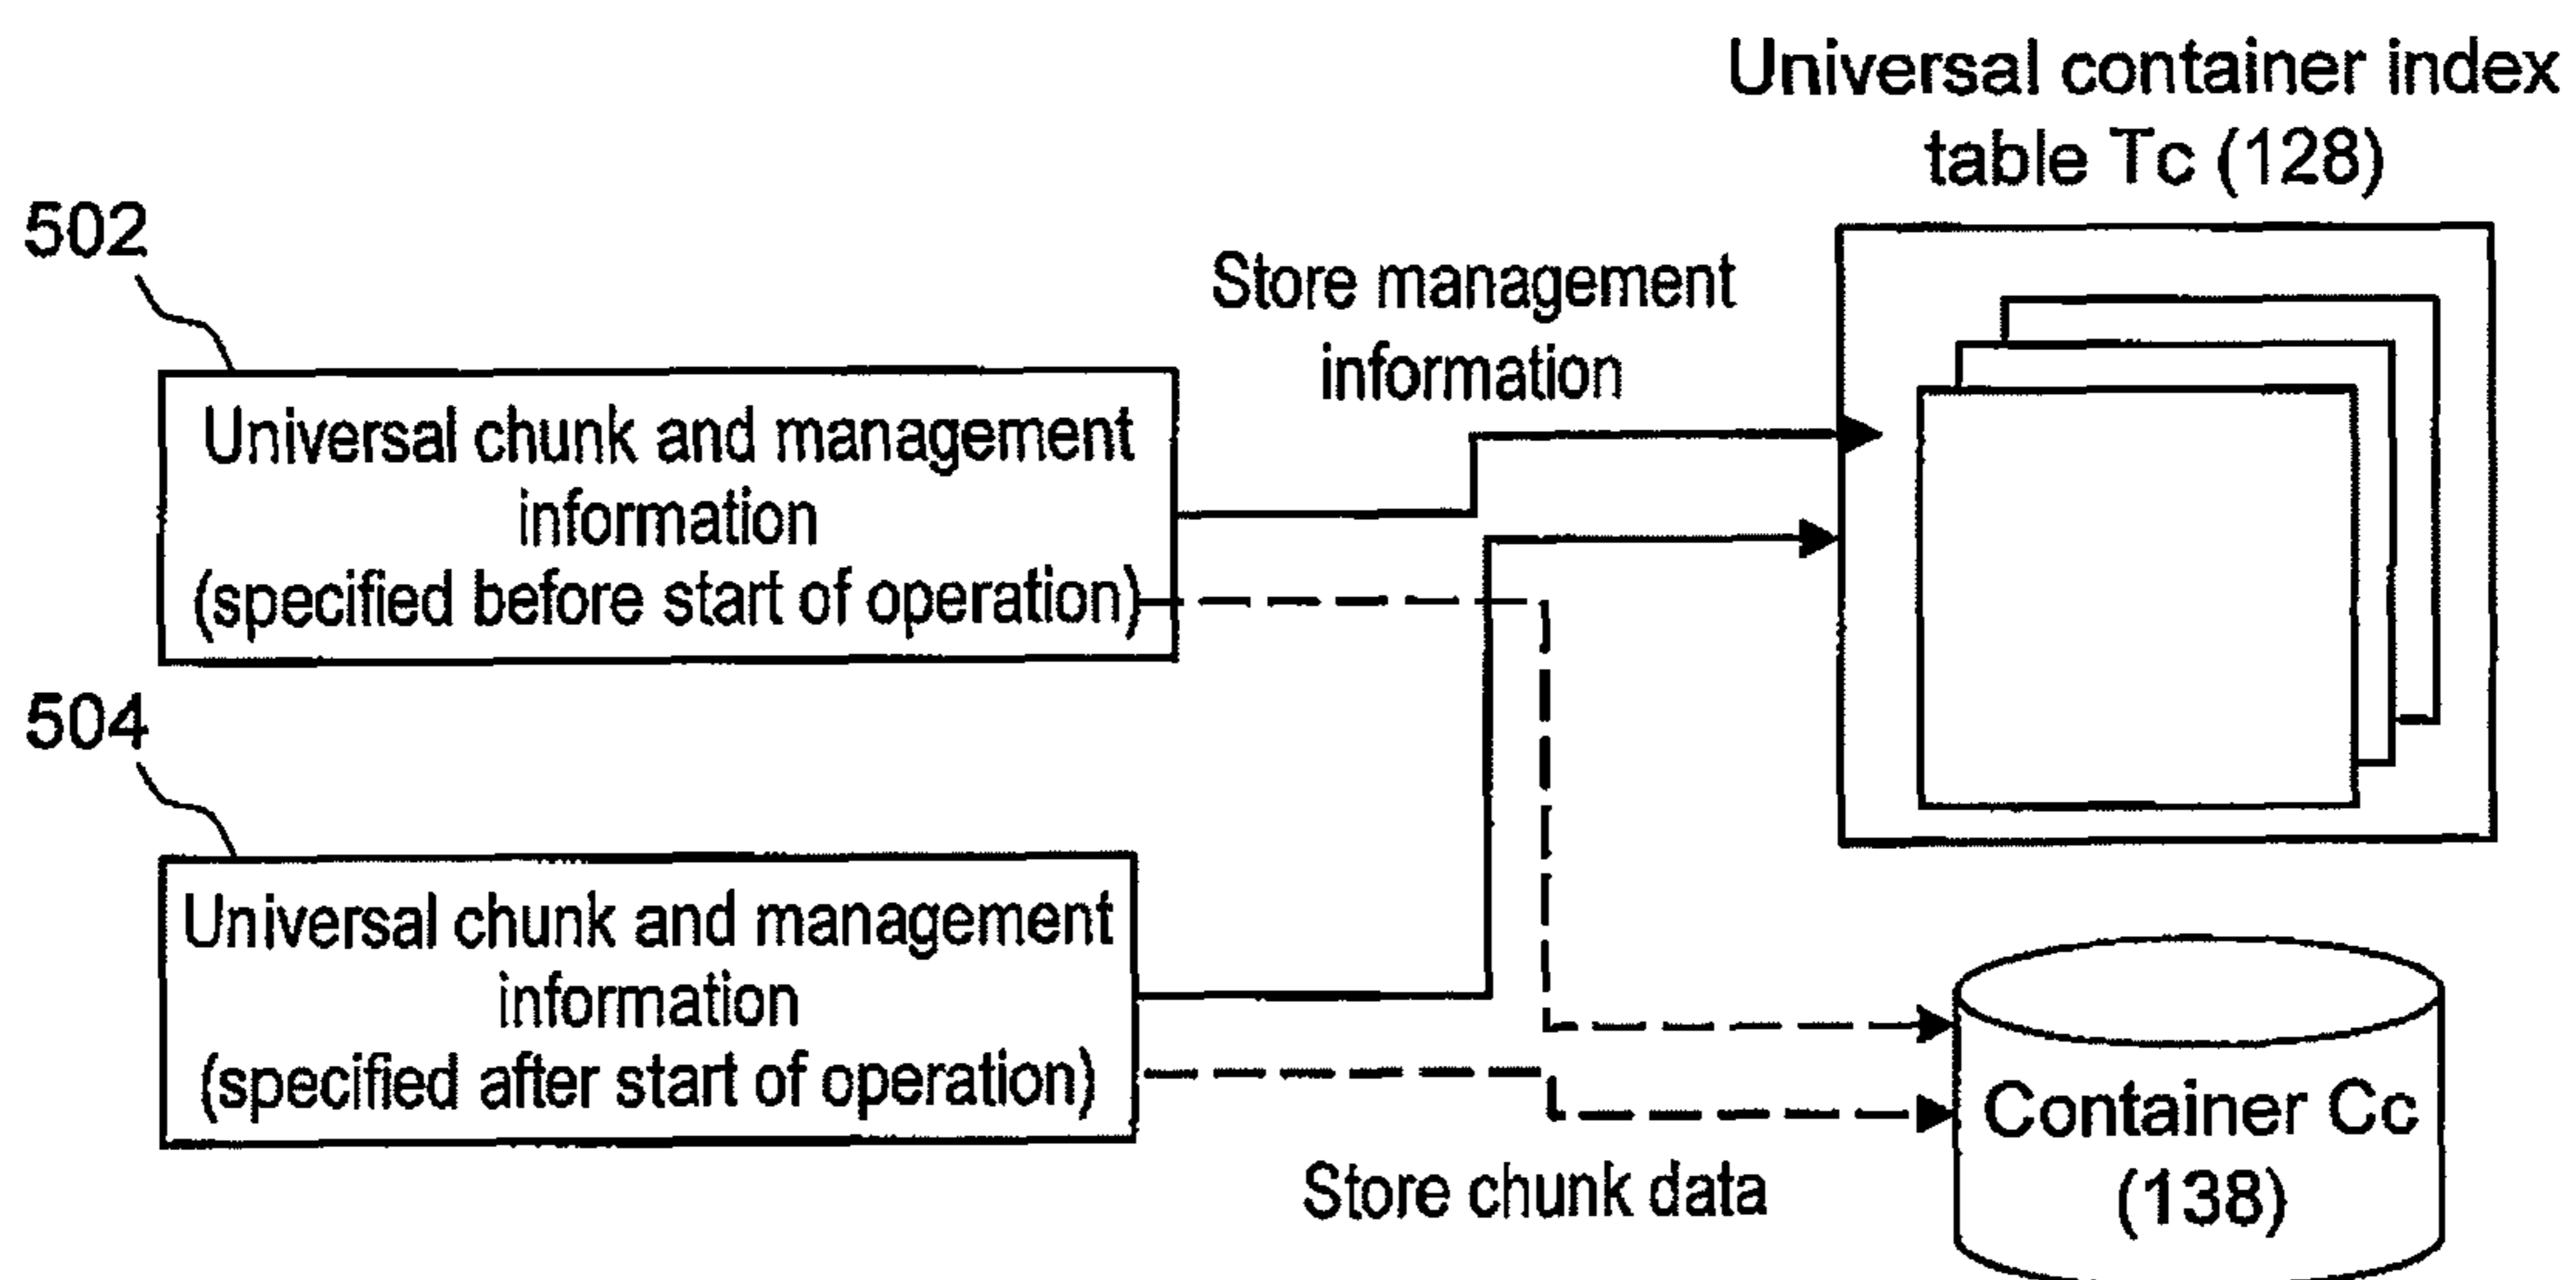 Universal container index
table Tc (128)
502
Store management
information
Universal chunk and management
information
(specified before start of operation)
504
Universal chunk and management
information
(specified after start of operation)
Store chunk data
Container Cc
(138)